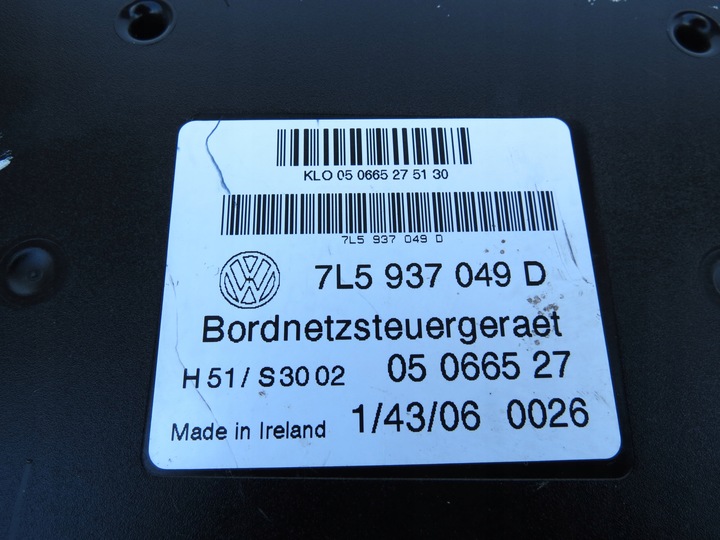 KLO 05 0665 27 51 30
7L5 937 049 D
7L5 937 049 D
Bordnetzsteuergeraet
H 51 / S30 02 05 0665 27
Made in Ireland 1/43/06 0026